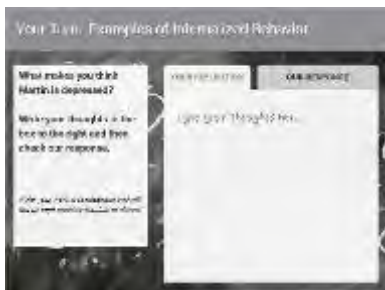 Your Turn: Examples of Internalized Behavior
What makes you think
Martin is depressed?
Write your thoughts in the
box to the right and then
check our response.
YOUR REFLECTION
OUR RESPONSE
Type your thoughts here...